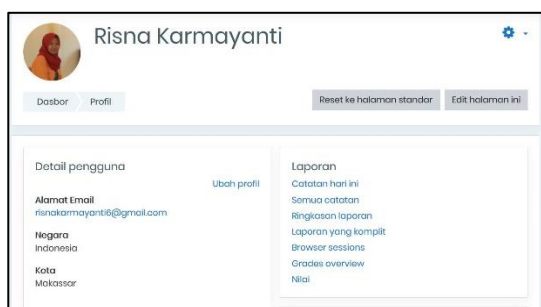 Risna Karmayanti
Dasbor Profil
Reset ke halaman standar Edit halaman ini
Detail pengguna
Ubah profil
Alamat Email
risnakarmayanti6@gmail.com
Negara
Indonesia
Kota
Makassar
Laporan
Catatan hari ini
Semua catatan
Ringkasan laporan
Laporan yang komplit
Browser sessions
Grades overview
Nilai